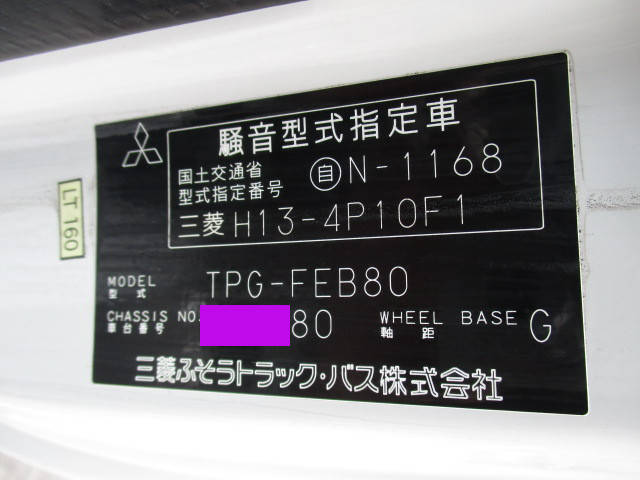 騒音型式指定車
国土交通省
型式指定番号 自N-1168
三菱 H13-4P10F1
LT 160
MODEL
型式 TPG-FEB80
CHASSIS NO.
車台番号 80 WHEEL BASE
軸距 G
三菱ふそうトラック・バス株式会社